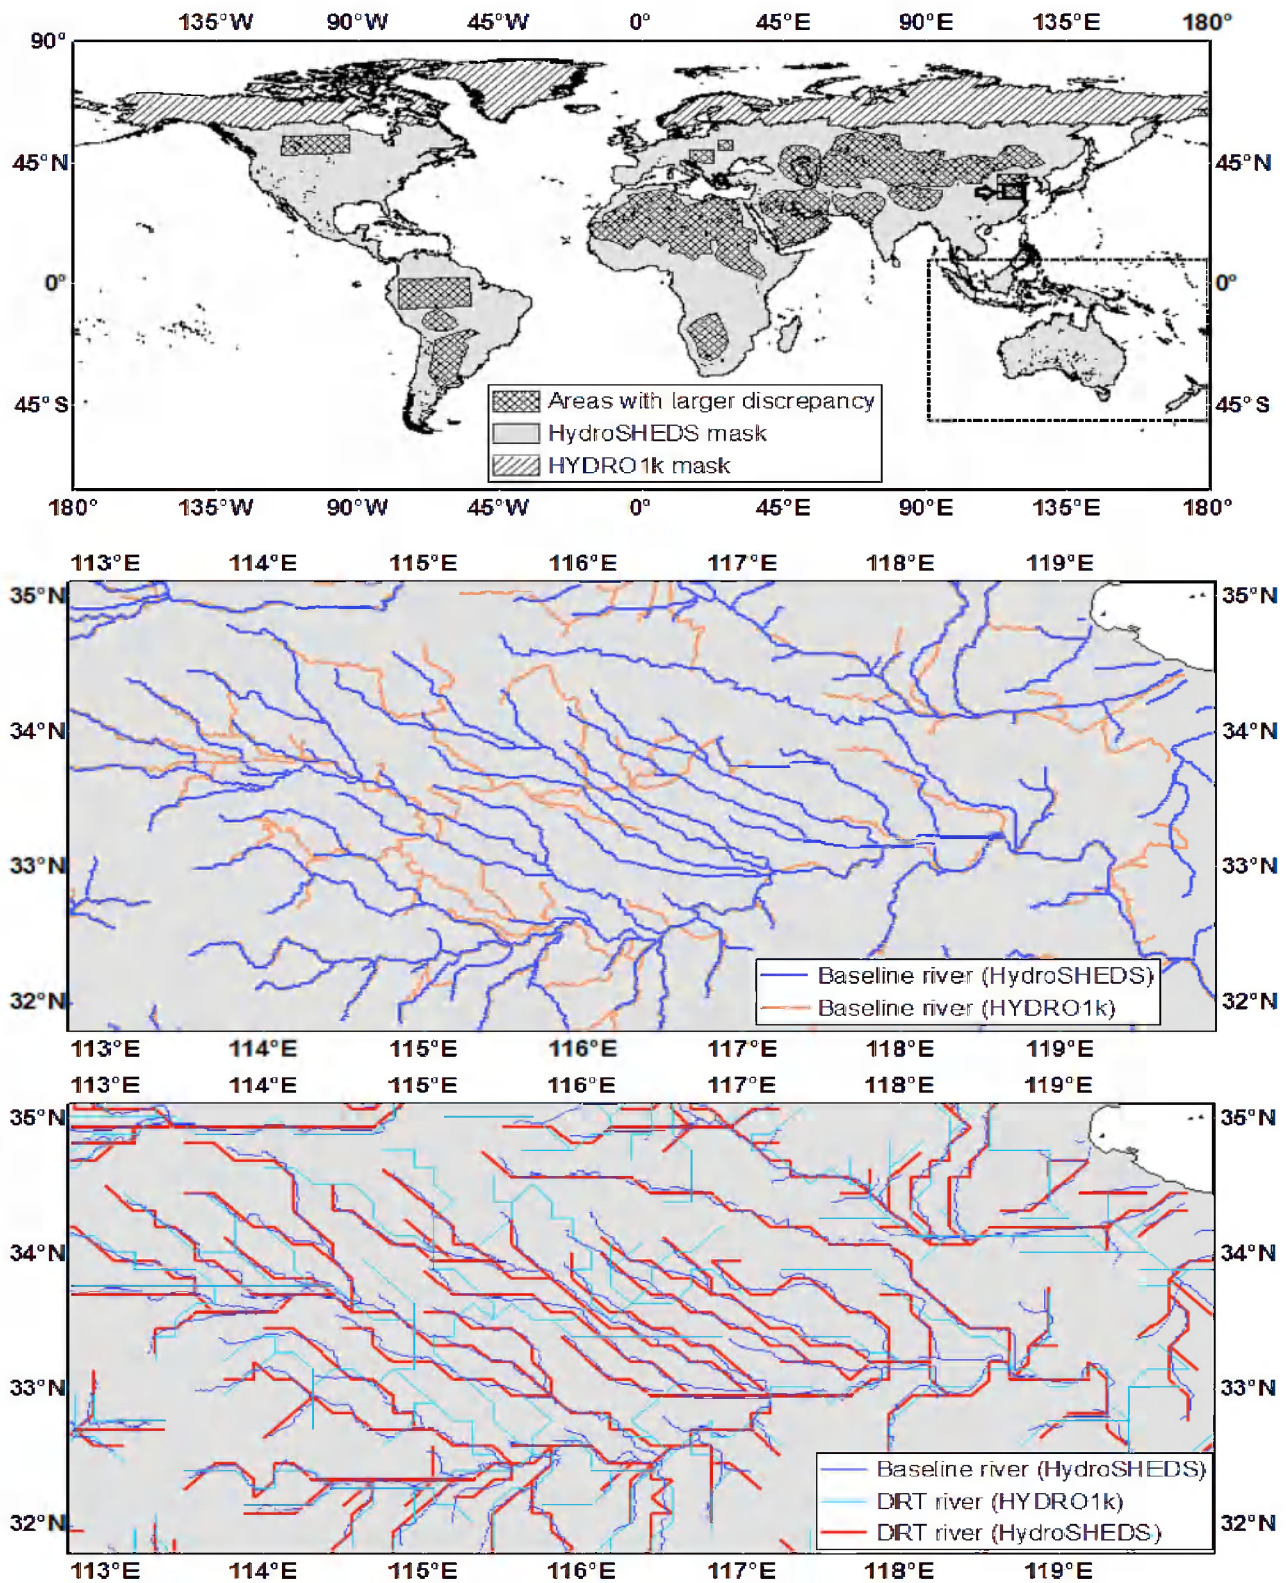 135°W 90°W 45°W 0° 45°E 90°E 135°E 180°
90°
45°N 45°N
0° 0°
45°S 45°S
Areas with larger discrepancy
HydroSHEDS mask
HYDRO1k mask
180° 135°W 90°W 45°W 0° 45°E 90°E 135°E 180°
113°E 114°E 115°E 116°E 117°E 118°E 119°E
35°N 35°N
34°N 34°N
33°N 33°N
32°N 32°N
Baseline river (HydroSHEDS)
Baseline river (HYDRO1k)
113°E 114°E 115°E 116°E 117°E 118°E 119°E
113°E 114°E 115°E 116°E 117°E 118°E 119°E
35°N 35°N
34°N 34°N
33°N 33°N
32°N 32°N
Baseline river (HydroSHEDS)
DRT river (HYDRO1k)
DRT river (HydroSHEDS)
113°E 114°E 115°E 116°E 117°E 118°E 119°E